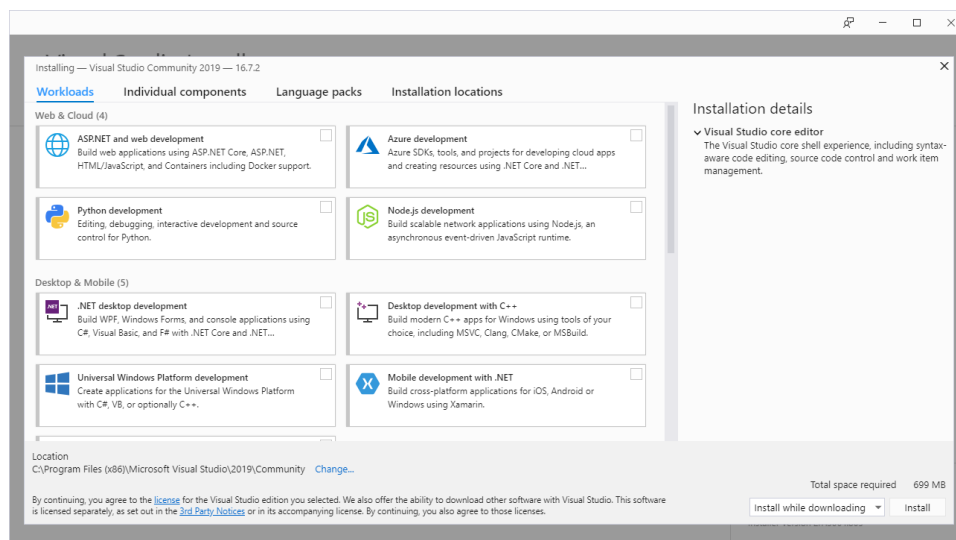 Installing — Visual Studio Community 2019 — 16.7.2
Workloads Individual components Language packs Installation locations
Web & Cloud (4)
ASP.NET and web development
Build web applications using ASP.NET Core, ASP.NET,
HTML/JavaScript, and Containers including Docker support.
Azure development
Azure SDKs, tools, and projects for developing cloud apps
and creating resources using .NET Core and .NET...
Python development
Editing, debugging, interactive development and source
control for Python.
Node.js development
Build scalable network applications using Node.js, an
asynchronous event-driven JavaScript runtime.
Desktop & Mobile (5)
.NET desktop development
Build WPF, Windows Forms, and console applications using
C#, Visual Basic, and F# with .NET Core and .NET...
Desktop development with C++
Build modern C++ apps for Windows using tools of your
choice, including MSVC, Clang, CMake, or MSBuild.
Universal Windows Platform development
Create applications for the Universal Windows Platform
with C#, VB, or optionally C++.
Mobile development with .NET
Build cross-platform applications for iOS, Android or
Windows using Xamarin.
Installation details
Visual Studio core editor
The Visual Studio core shell experience, including syntax-
aware code editing, source code control and work item
management.
Location
C:\Program Files (x86)\Microsoft Visual Studio\2019\Community Change...
By continuing, you agree to the license for the Visual Studio edition you selected. We also offer the ability to download other software with Visual Studio. This software
is licensed separately, as set out in the 3rd Party Notices or in its accompanying license. By continuing, you also agree to those licenses.
Total space required 699 MB
Install while downloading Install